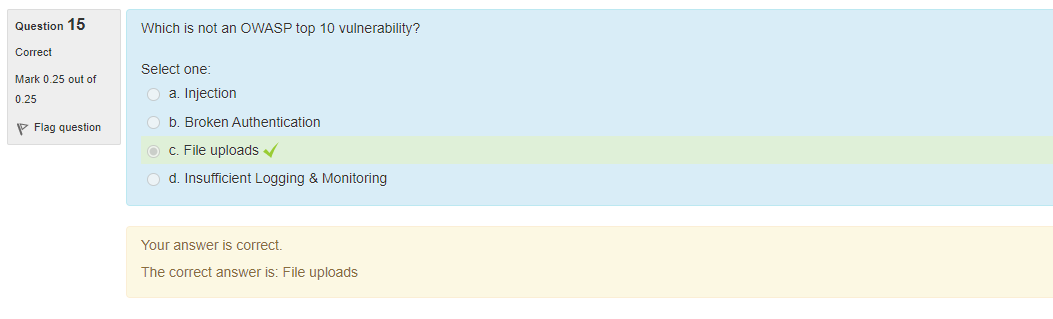 Question 15
Correct
Mark 0.25 out of
0.25
Flag question
Which is not an OWASP top 10 vulnerability?
Select one:
a. Injection
b. Broken Authentication
c. File uploads
d. Insufficient Logging & Monitoring
Your answer is correct.
The correct answer is: File uploads